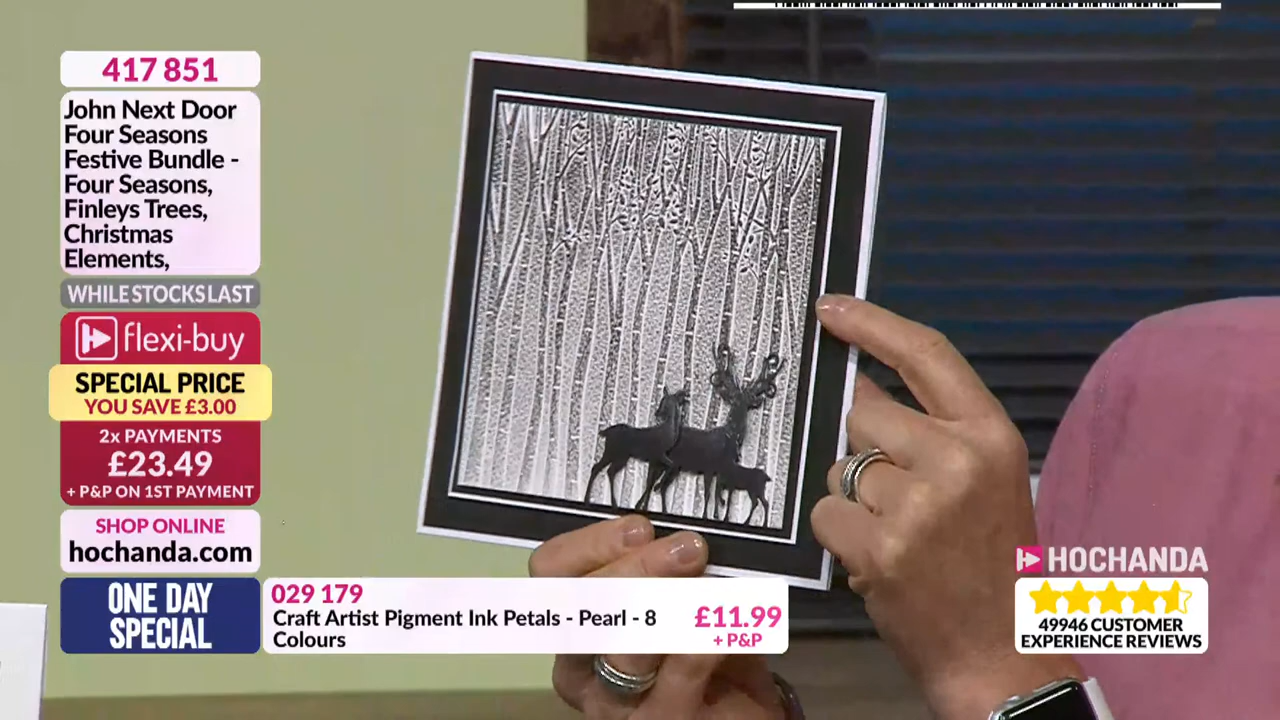 417 851
John Next Door
Four Seasons
Festive Bundle -
Four Seasons,
Finleys Trees,
Christmas
Elements,
WHILE STOCKS LAST
flexi-buy
SPECIAL PRICE
YOU SAVE £3.00
2x PAYMENTS
£23.49
+ P&P ON 1ST PAYMENT
SHOP ONLINE
hochanda.com
ONE DAY
SPECIAL
029 179
Craft Artist Pigment Ink Petals - Pearl - 8
Colours
£11.99
+ P&P
HOCHANDA
49946 CUSTOMER
EXPERIENCE REVIEWS